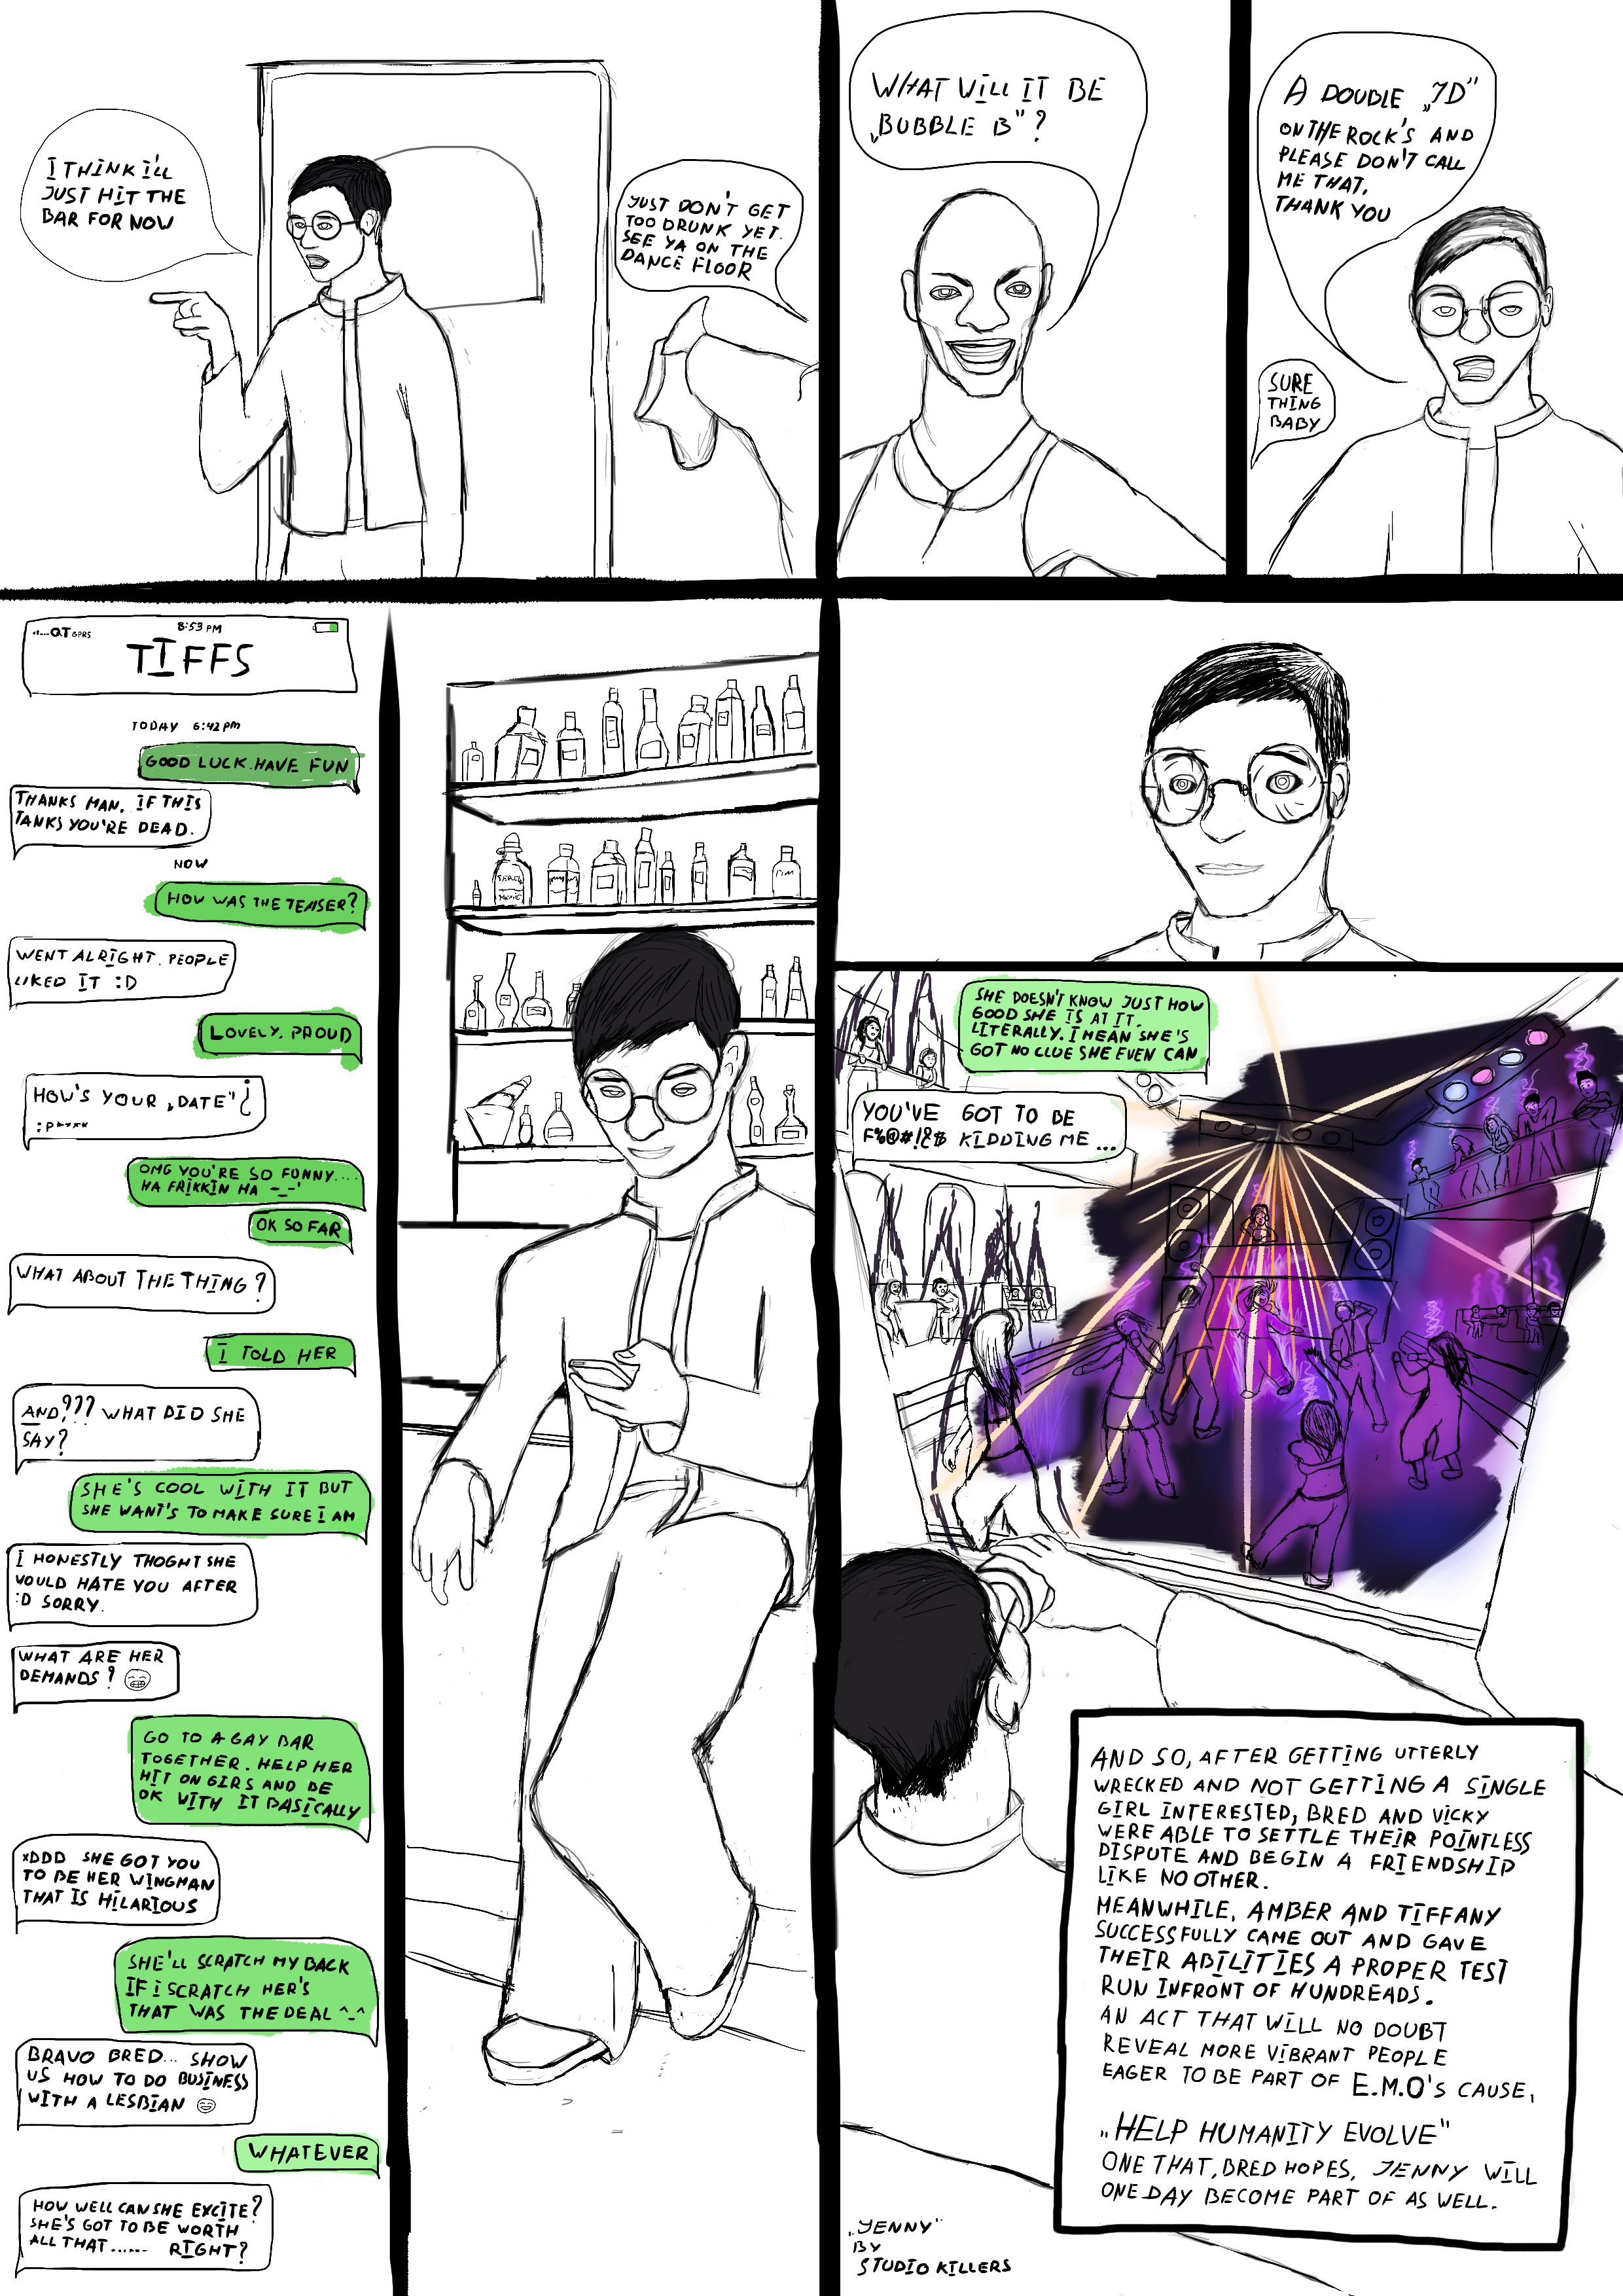 I THINK I'LL
JUST HIT THE
BAR FOR NOW
JUST DON'T GET
TOO DRUNK YET.
SEE YA ON THE
DANCE FLOOR
WHAT WILL IT BE
„BUBBLE B"?
A DOUBLE „JD"
ON THE ROCK'S AND
PLEASE DON'T CALL
ME THAT.
THANK YOU
SURE
THING
BABY
O.T GPRS
8:53 PM
TIFFS
TODAY 6:42 PM
GOOD LUCK. HAVE FUN
THANKS MAN. IF THIS
TANKS YOU'RE DEAD.
NOW
HOW WAS THE TEASER?
WENT ALRIGHT. PEOPLE
LIKED IT :D
LOVELY. PROUD
HOW'S YOUR „DATE"¿
:P****
OMG YOU'RE SO FUNNY....
HA FRIKKIN HA -_-'
OK SO FAR
WHAT ABOUT THE THING?
I TOLD HER
AND??? WHAT DID SHE
SAY?
SHE'S COOL WITH IT BUT
SHE WANT'S TO MAKE SURE I AM
I HONESTLY THOGHT SHE
WOULD HATE YOU AFTER
:D SORRY.
WHAT ARE HER
DEMANDS? 😁
GO TO A GAY BAR
TOGETHER. HELP HER
HIT ON GIRS AND BE
OK WITH IT BASICALLY
XDDD SHE GOT YOU
TO BE HER WINGMAN
THAT IS HILARIOUS
SHE'LL SCRATCH MY BACK
IF I SCRATCH HER'S
THAT WAS THE DEAL ^_^
BRAVO BRED... SHOW
US HOW TO DO BUSINESS
WITH A LESBIAN 😄
WHATEVER
HOW WELL CAN SHE EXCITE?
SHE'S GOT TO BE WORTH
ALL THAT...... RIGHT?
SHE DOESN'T KNOW JUST HOW
GOOD SHE IS AT IT.
LITERALLY. I MEAN SHE'S
GOT NO CLUE SHE EVEN CAN
YOU'VE GOT TO BE
F%@#!&$ KIDDING ME...
AND SO, AFTER GETTING UTTERLY
WRECKED AND NOT GETTING A SINGLE
GIRL INTERESTED, BRED AND VICKY
WERE ABLE TO SETTLE THEIR POINTLESS
DISPUTE AND BEGIN A FRIENDSHIP
LIKE NO OTHER.
MEANWHILE, AMBER AND TIFFANY
SUCCESSFULLY CAME OUT AND GAVE
THEIR ABILITIES A PROPER TEST
RUN INFRONT OF HUNDREADS.
AN ACT THAT WILL NO DOUBT
REVEAL MORE VIBRANT PEOPLE
EAGER TO BE PART OF E.M.O'S CAUSE,
„HELP HUMANITY EVOLVE"
ONE THAT, BRED HOPES, JENNY WILL
ONE DAY BECOME PART OF AS WELL.
„JENNY"
BY
STUDIO KILLERS